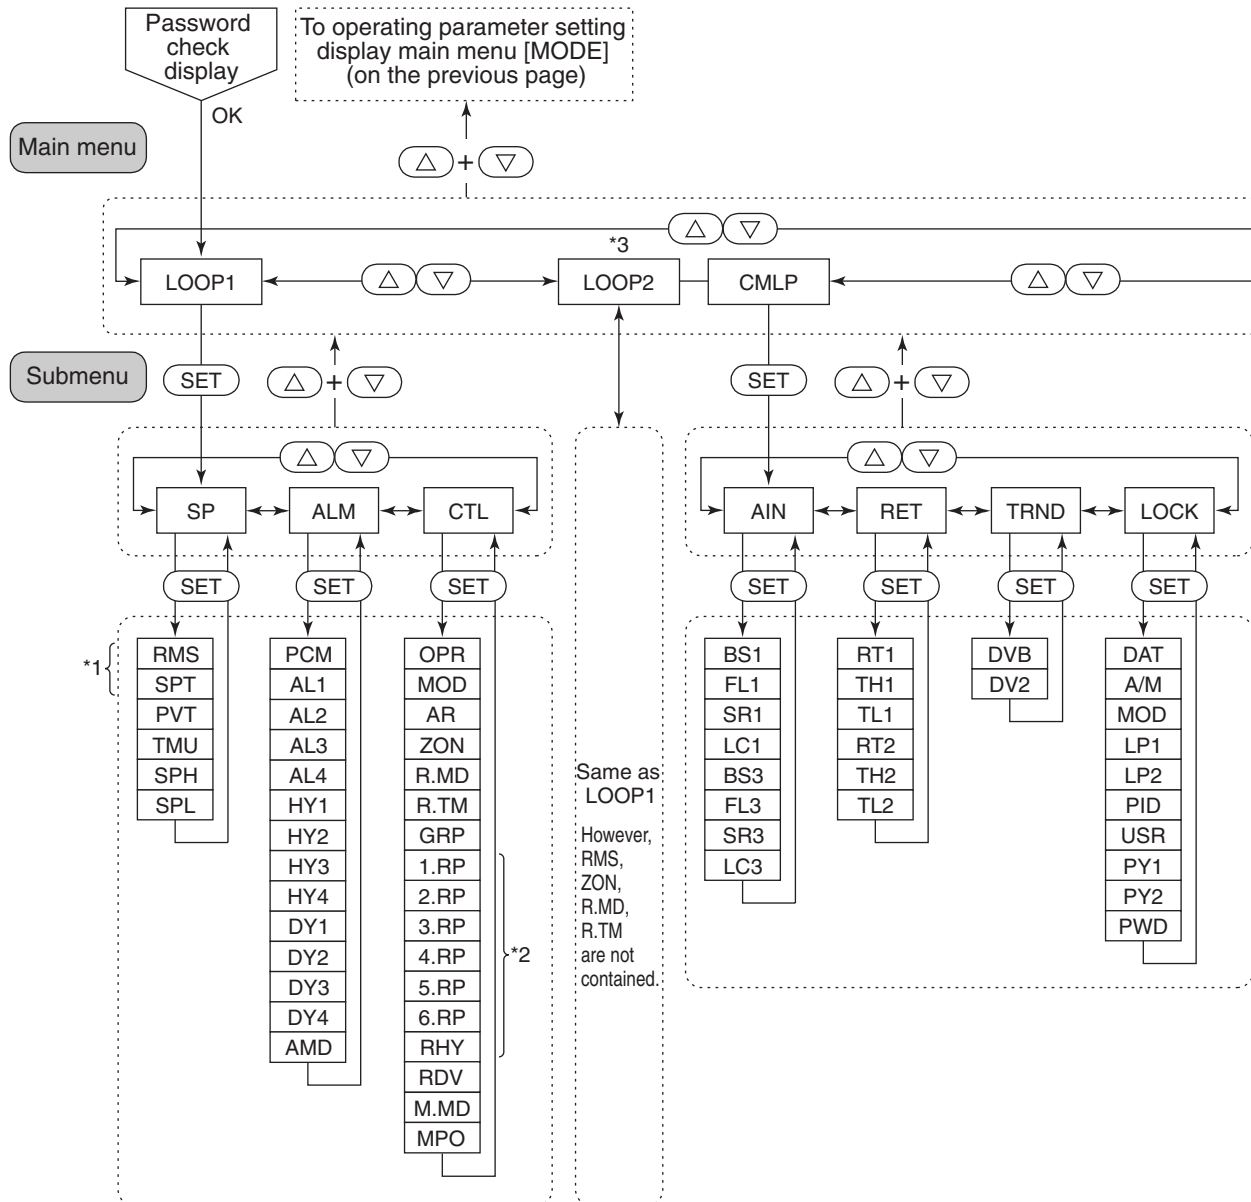 Password
check
display
To operating parameter setting
display main menu [MODE]
(on the previous page)
OK
Main menu
+
*3
LOOP1
LOOP2
CMLP
Submenu
SET
+
SET
+
SP
ALM
CTL
AIN
RET
TRND
LOCK
SET
SET
SET
SET
SET
SET
SET
*1
RMS
SPT
PVT
TMU
SPH
SPL
PCM
AL1
AL2
AL3
AL4
HY1
HY2
HY3
HY4
DY1
DY2
DY3
DY4
AMD
OPR
MOD
AR
ZON
R.MD
R.TM
GRP
1.RP
2.RP
3.RP
4.RP
5.RP
6.RP
RHY
RDV
M.MD
MPO
*2
Same as
LOOP1
However,
RMS,
ZON,
R.MD,
R.TM
are not
contained.
BS1
FL1
SR1
LC1
BS3
FL3
SR3
LC3
RT1
TH1
TL1
RT2
TH2
TL2
DVB
DV2
DAT
A/M
MOD
LP1
LP2
PID
USR
PY1
PY2
PWD